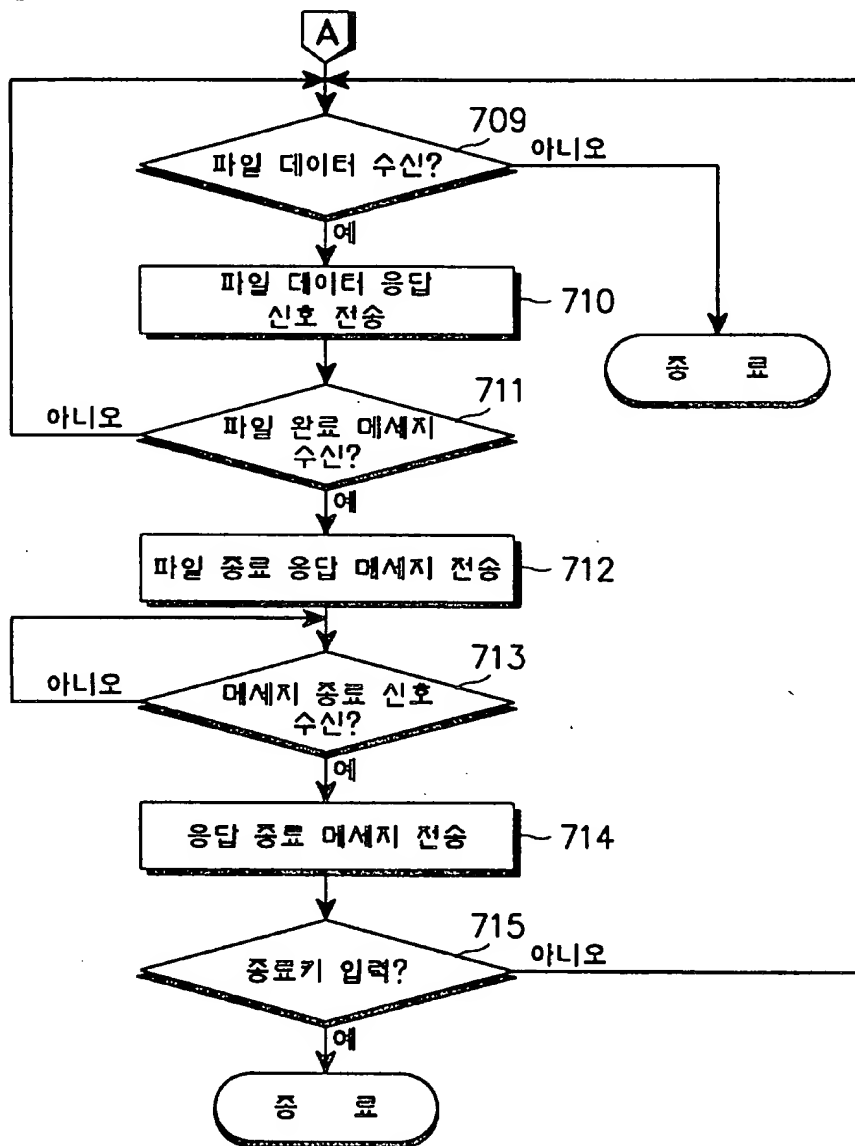 A
709
파일 데이터 수신?
아니오
예
파일 데이터 응답
신호 전송
710
종 료
711
아니오
파일 완료 메세지
수신?
예
파일 종료 응답 메세지 전송
712
713
아니오
메세지 종료 신호
수신?
예
응답 종료 메세지 전송
714
715
아니오
종료키 입력?
예
종 료